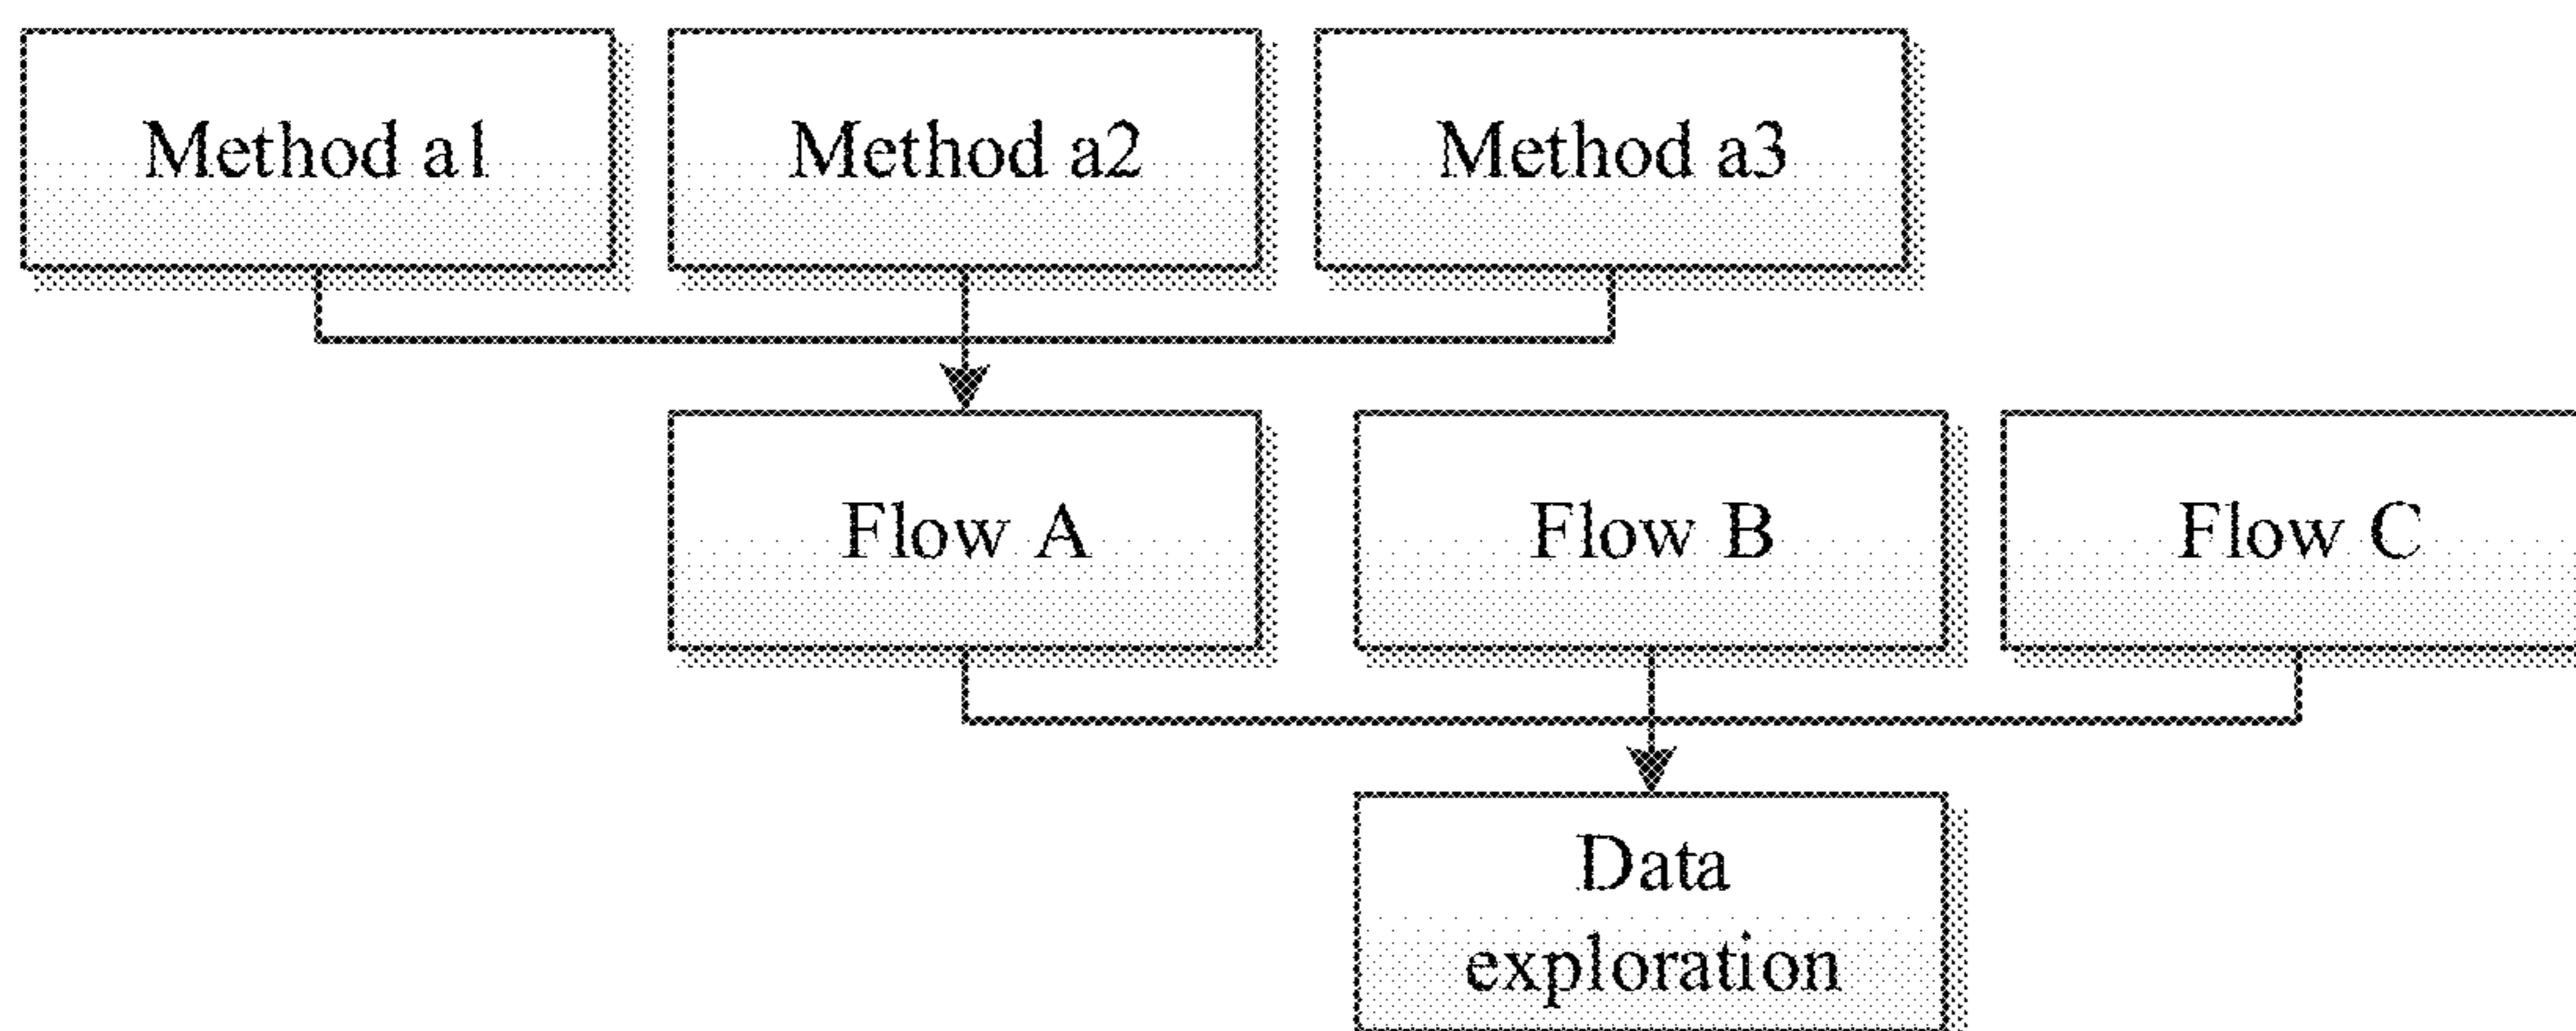 Method a1
Method a2
Method a3
Flow A
Flow B
Flow C
Data
exploration